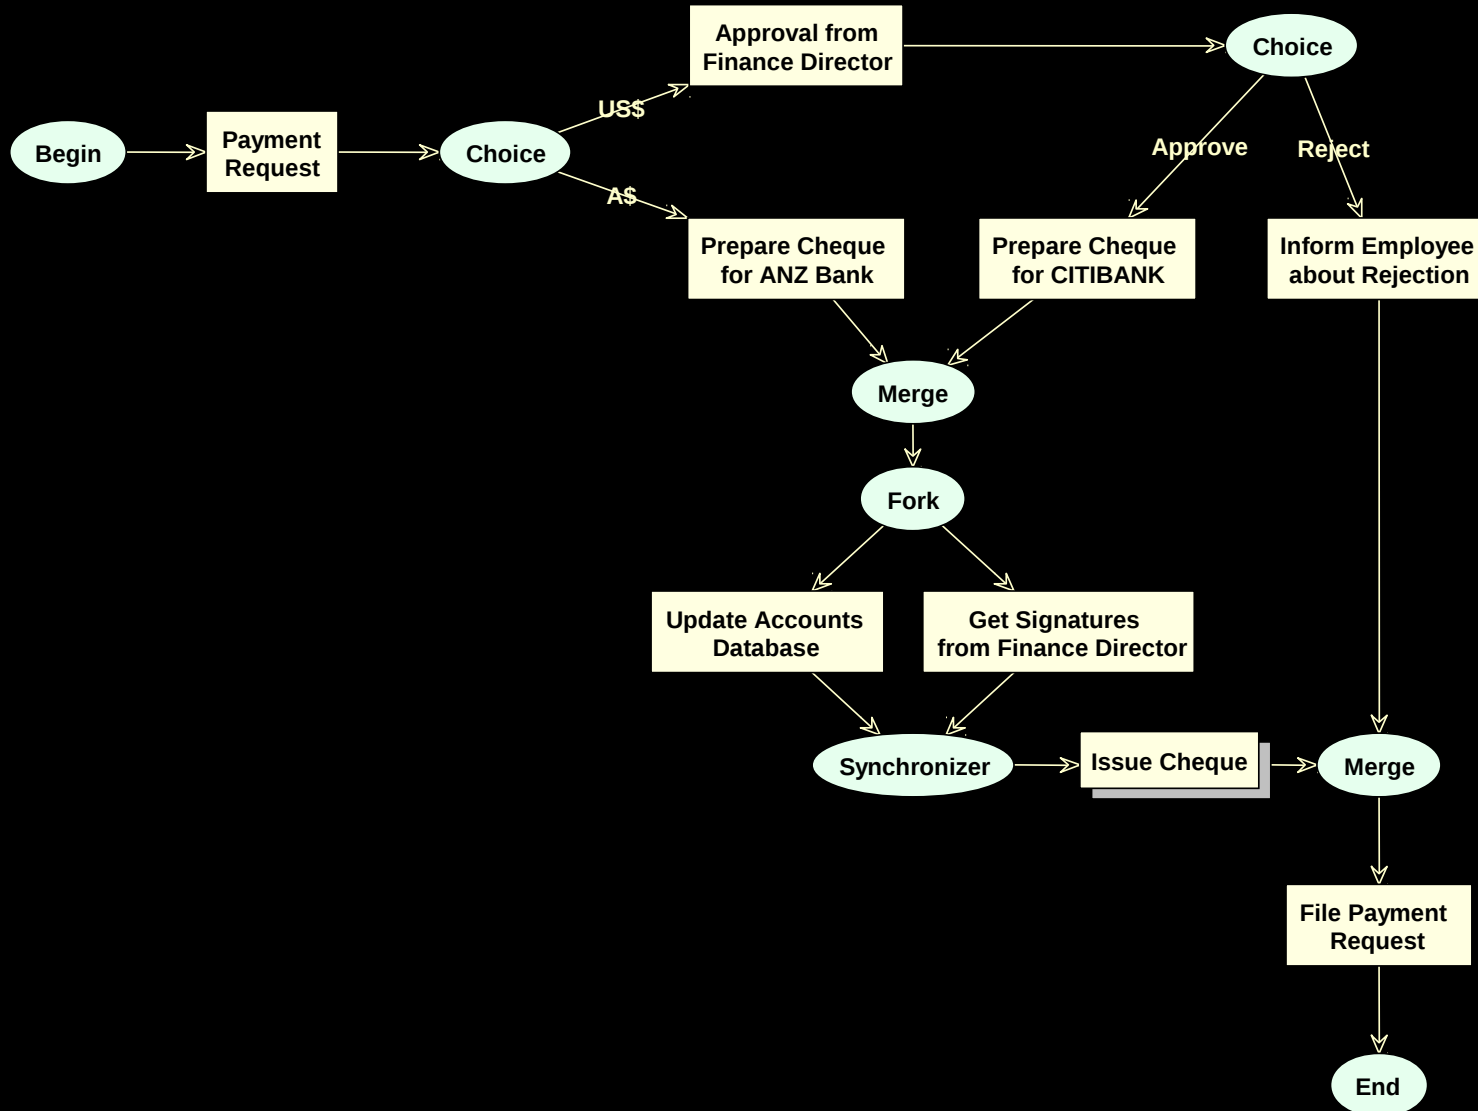 Approval from
Finance Director
Choice
US$
Begin
Payment
Request
Choice
Approve
Reject
A$
Prepare Cheque
for ANZ Bank
Prepare Cheque
for CITIBANK
Inform Employee
about Rejection
Merge
Fork
Update Accounts
Database
Get Signatures
from Finance Director
Synchronizer
Issue Cheque
Merge
File Payment
Request
End